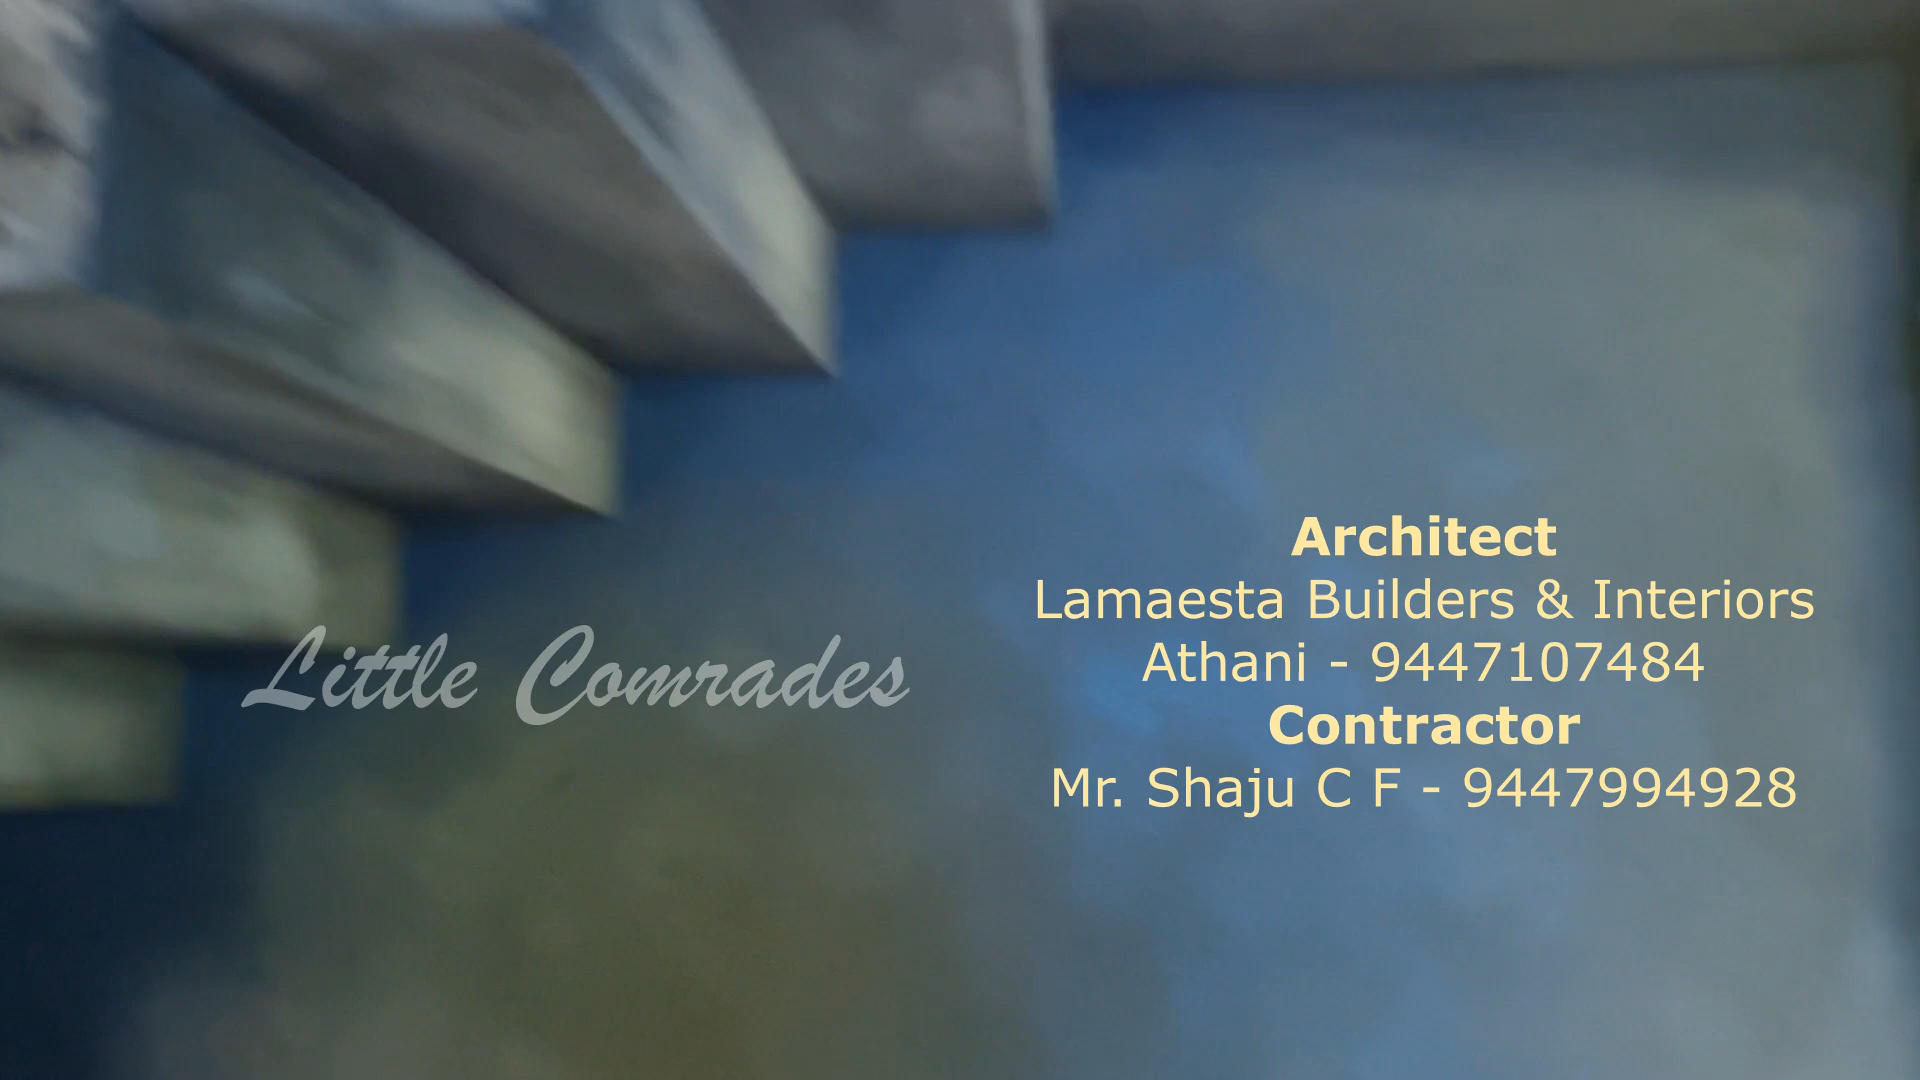 Little Comrades
Architect
Lamaesta Builders & Interiors
Athani - 9447107484
Contractor
Mr. Shaju C F - 9447994928